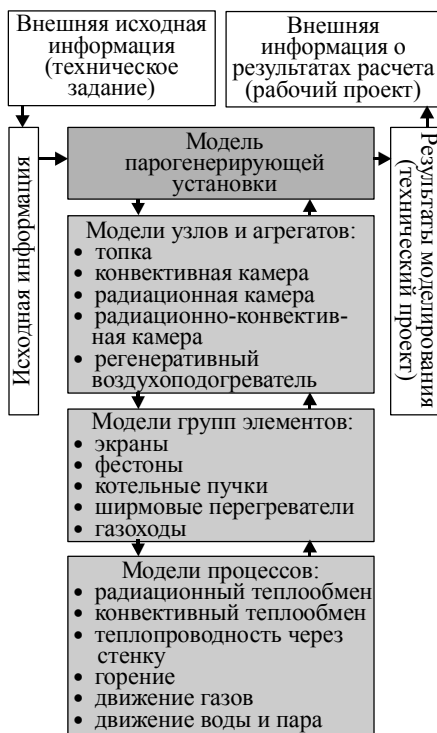 Внешняя исходная
информация
(техническое
задание)
Внешняя
информация о
результатах расчета
(рабочий проект)
Исходная информация
Модель
парогенерирующей
установки
Результаты моделирования
(технический проект)
Модели узлов и агрегатов:
• топка
• конвективная камера
• радиационная камера
• радиационно-конвектив-
ная камера
• регенеративный
воздухоподогреватель
Модели групп элементов:
• экраны
• фестоны
• котельные пучки
• ширмовые перегреватели
• газоходы
Модели процессов:
• радиационный теплообмен
• конвективный теплообмен
• теплопроводность через
стенку
• горение
• движение газов
• движение воды и пара